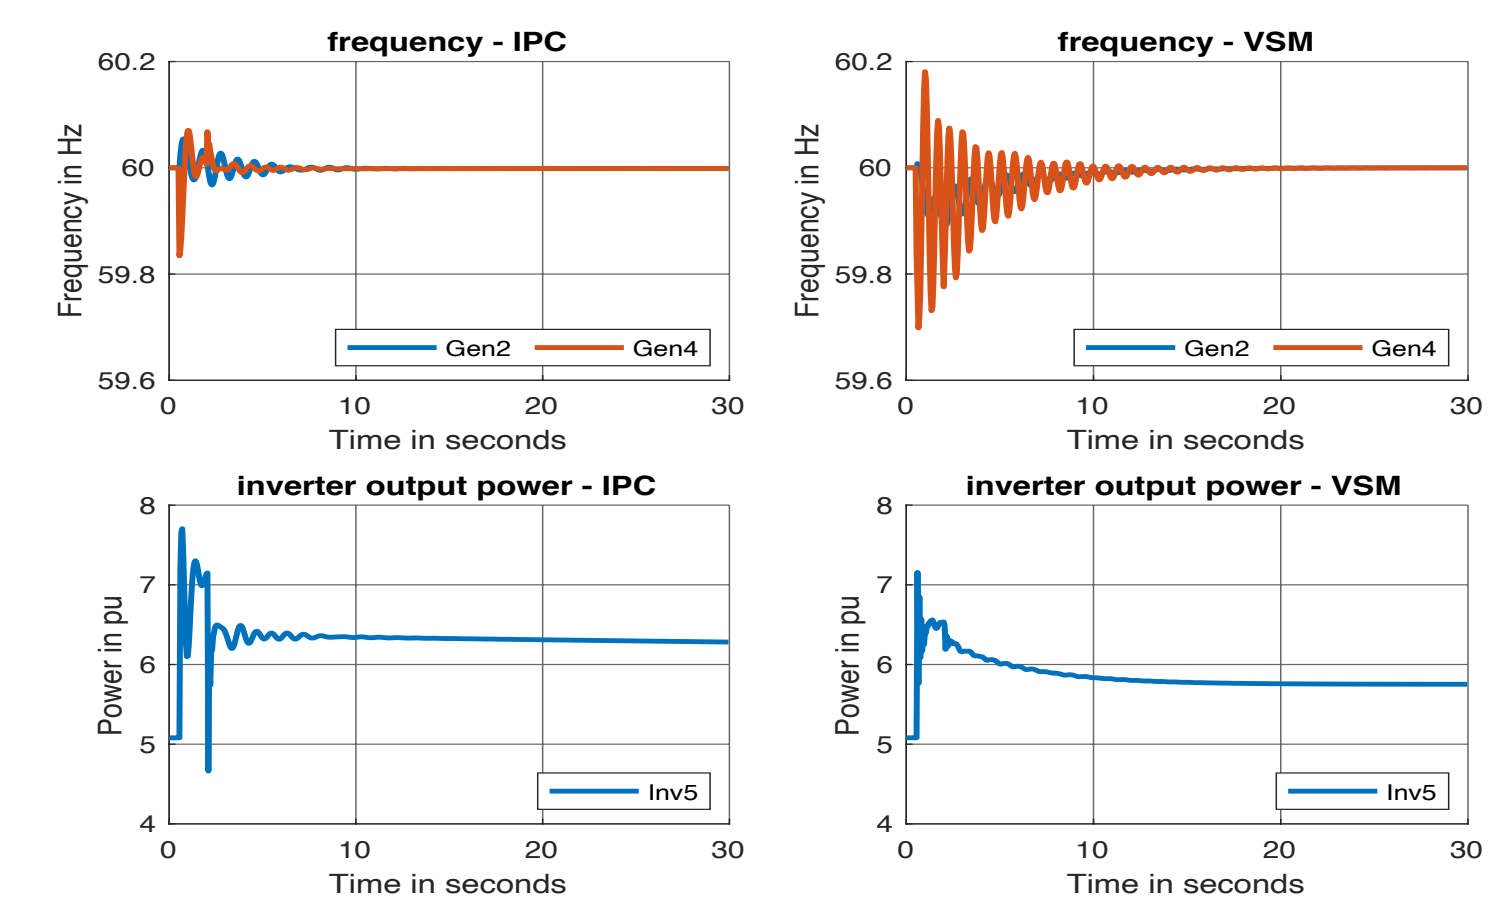 frequency - IPC
60.2
60
59.8
59.6
Frequency in Hz
Gen2 Gen4
0 10 20 30
Time in seconds
frequency - VSM
60.2
60
59.8
59.6
Frequency in Hz
Gen2 Gen4
0 10 20 30
Time in seconds
inverter output power - IPC
8
7
6
5
4
Power in pu
Inv5
0 10 20 30
Time in seconds
inverter output power - VSM
8
7
6
5
4
Power in pu
Inv5
0 10 20 30
Time in seconds